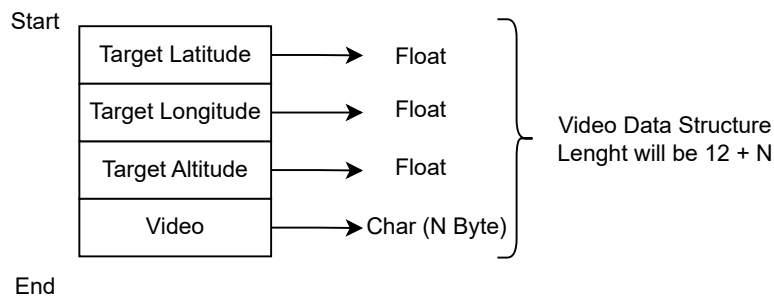 Start
Target Latitude
Float
Target Longitude
Float
Target Altitude
Float
Video
Char (N Byte)
Video Data Structure
Lenght will be 12 + N
End